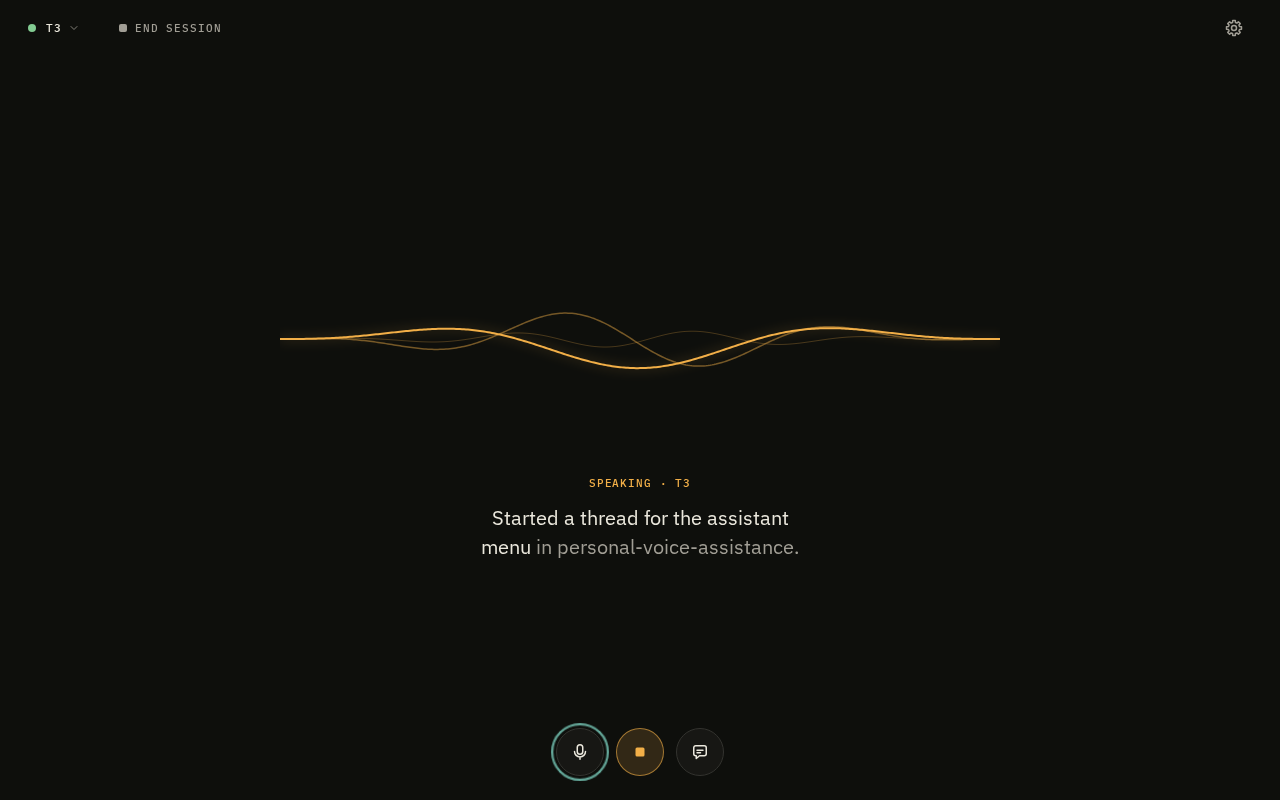 T3
END SESSION
SPEAKING · T3
Started a thread for the assistant
menu in personal-voice-assistance.